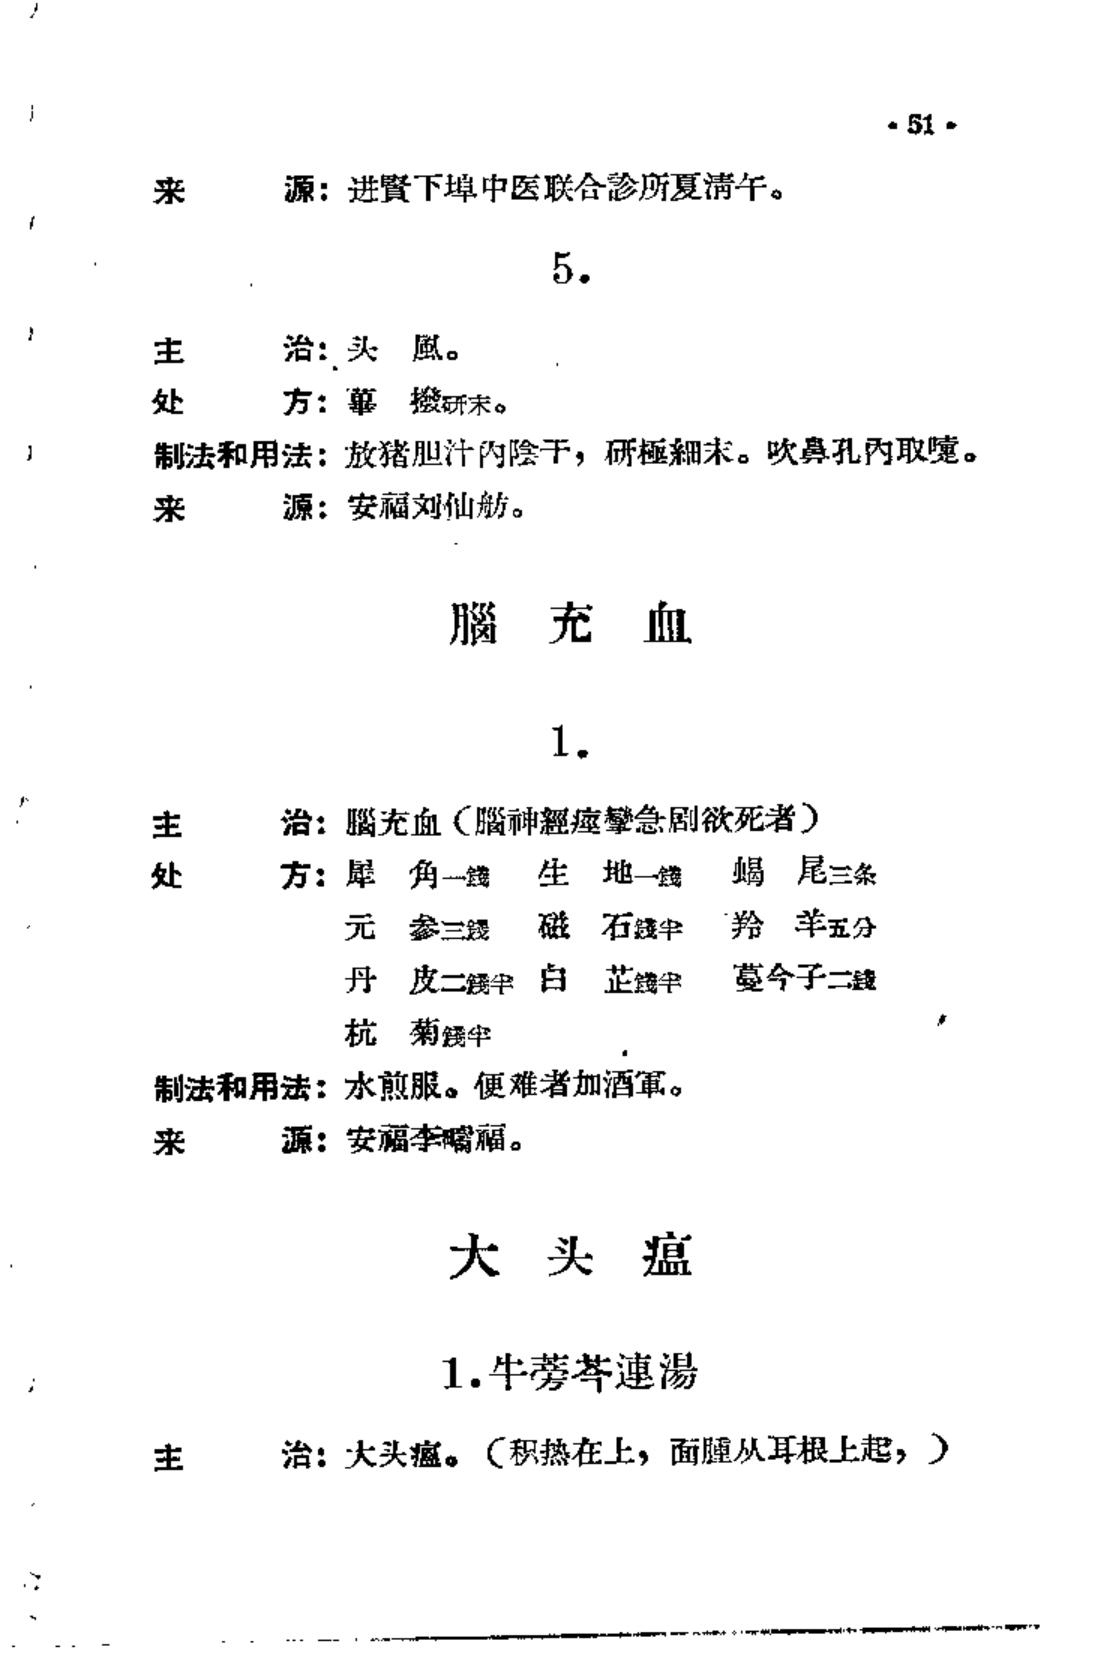 · 51 ·
来　　源：进賢下埠中医联合診所夏淸午。
5.
主　　治：头　風。
处　　方：蓽　撥研末。
制法和用法：放猪胆汁內陰干，研極細末。吹鼻孔內取嚏。
来　　源：安福刘仙舫。
腦　充　血
1.
主　　治：腦充血（腦神經痙攣急剧欲死者）
处　　方：犀　角一錢　生　地一錢　蝎　尾三条
元　参三錢　磁　石錢半　羚　羊五分
丹　皮二錢半　白　芷錢半　蔓今子二錢
杭　菊錢半
制法和用法：水煎服。便难者加酒軍。
来　　源：安福李福。
大　头　瘟
1.牛蒡芩連湯
主　　治：大头瘟。（积热在上，面腫从耳根上起，）